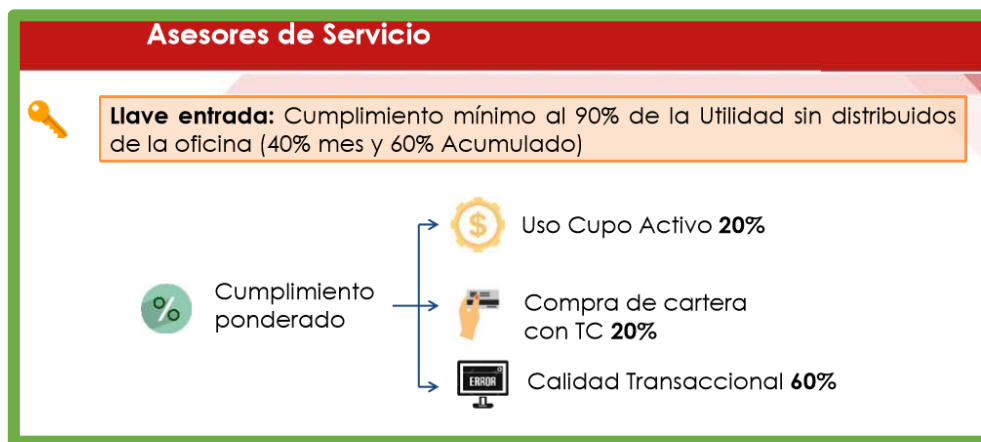 Asesores de Servicio
Llave entrada: Cumplimiento mínimo al 90% de la Utilidad sin distribuidos
de la oficina (40% mes y 60% Acumulado)
$
Uso Cupo Activo 20%
%
Cumplimiento
ponderado
Compra de cartera
con TC 20%
ERROR
Calidad Transaccional 60%